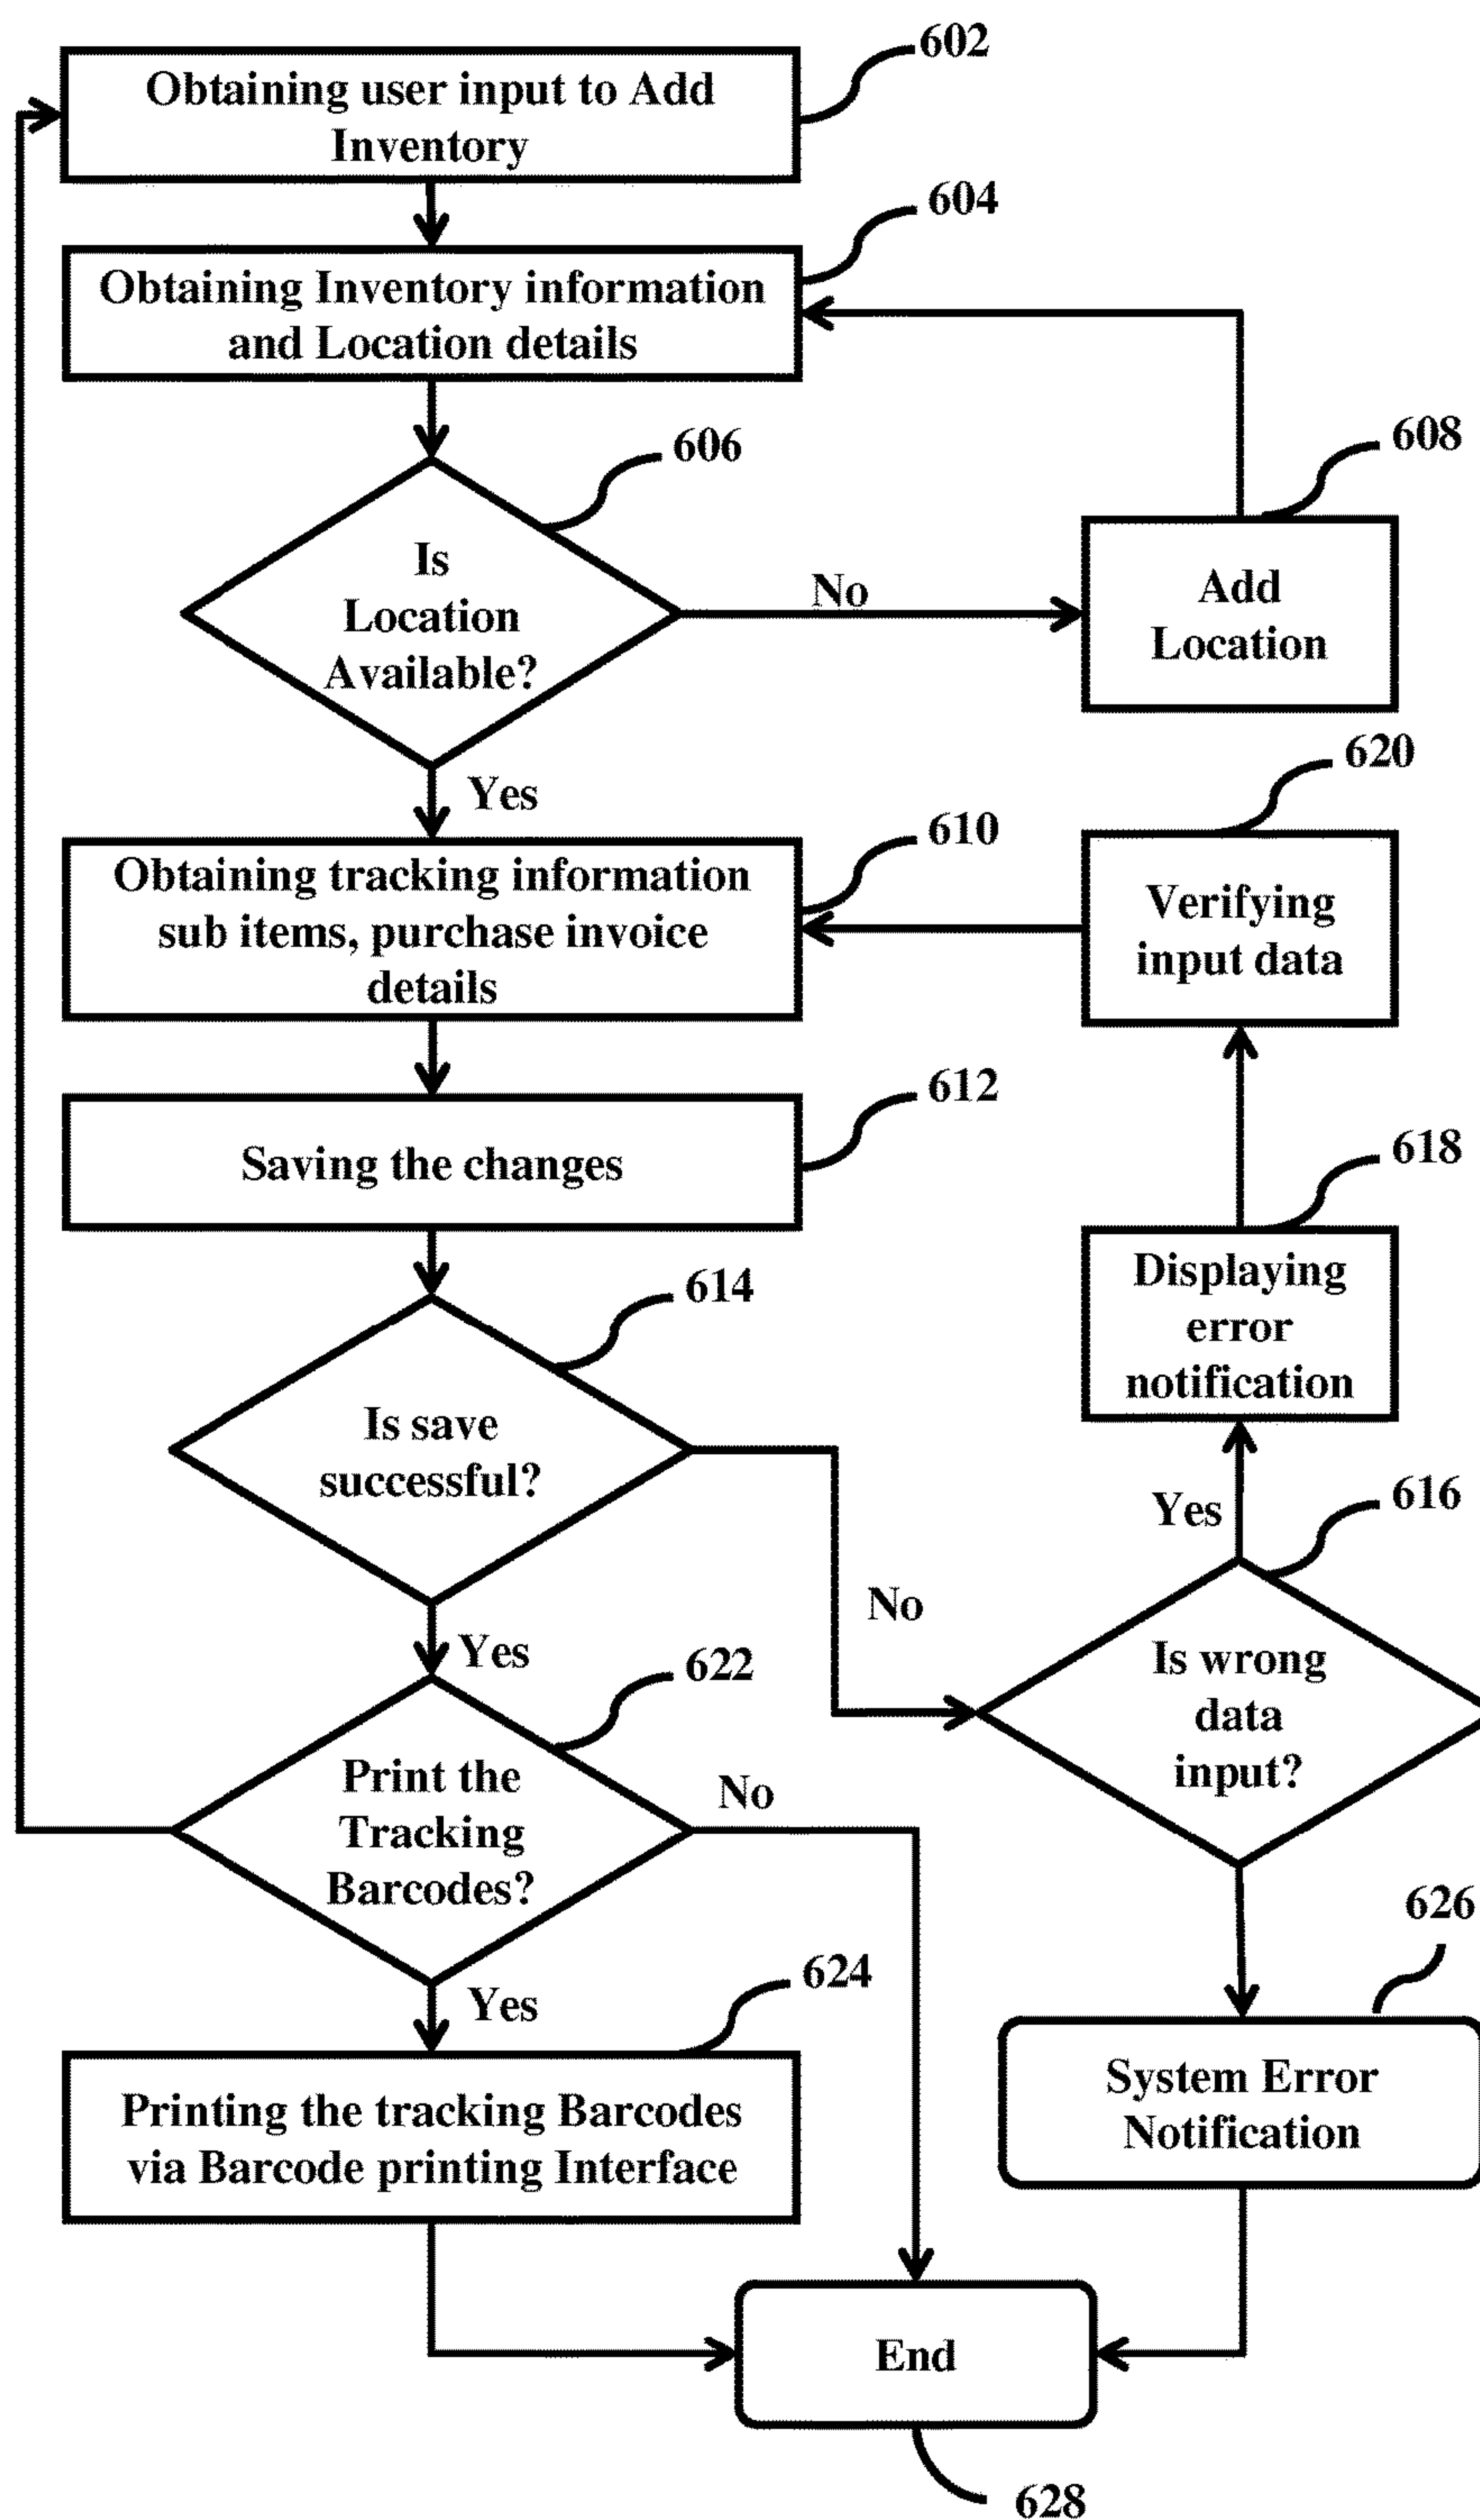 602
Obtaining user input to Add
Inventory
604
Obtaining Inventory information
and Location details
606
Is
Location
Available?
No
608
Add
Location
Yes
620
Verifying
input data
610
Obtaining tracking information
sub items, purchase invoice
details
612
Saving the changes
618
Displaying
error
notification
614
Is save
successful?
No
Yes
616
Is wrong
data
input?
Yes
622
Print the
Tracking
Barcodes?
No
Yes
624
Printing the tracking Barcodes
via Barcode printing Interface
626
System Error
Notification
End
628